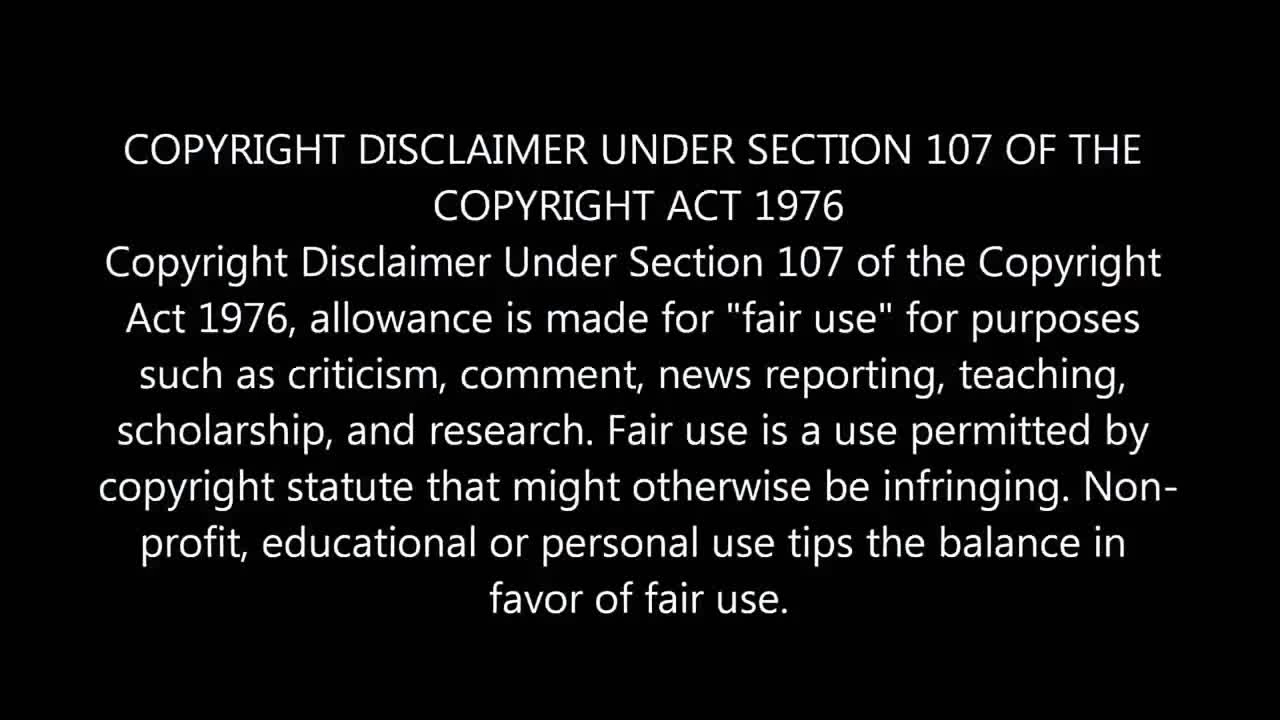 COPYRIGHT DISCLAIMER UNDER SECTION 107 OF THE
COPYRIGHT ACT 1976
Copyright Disclaimer Under Section 107 of the Copyright
Act 1976, allowance is made for "fair use" for purposes
such as criticism, comment, news reporting, teaching,
scholarship, and research. Fair use is a use permitted by
copyright statute that might otherwise be infringing. Non-
profit, educational or personal use tips the balance in
favor of fair use.